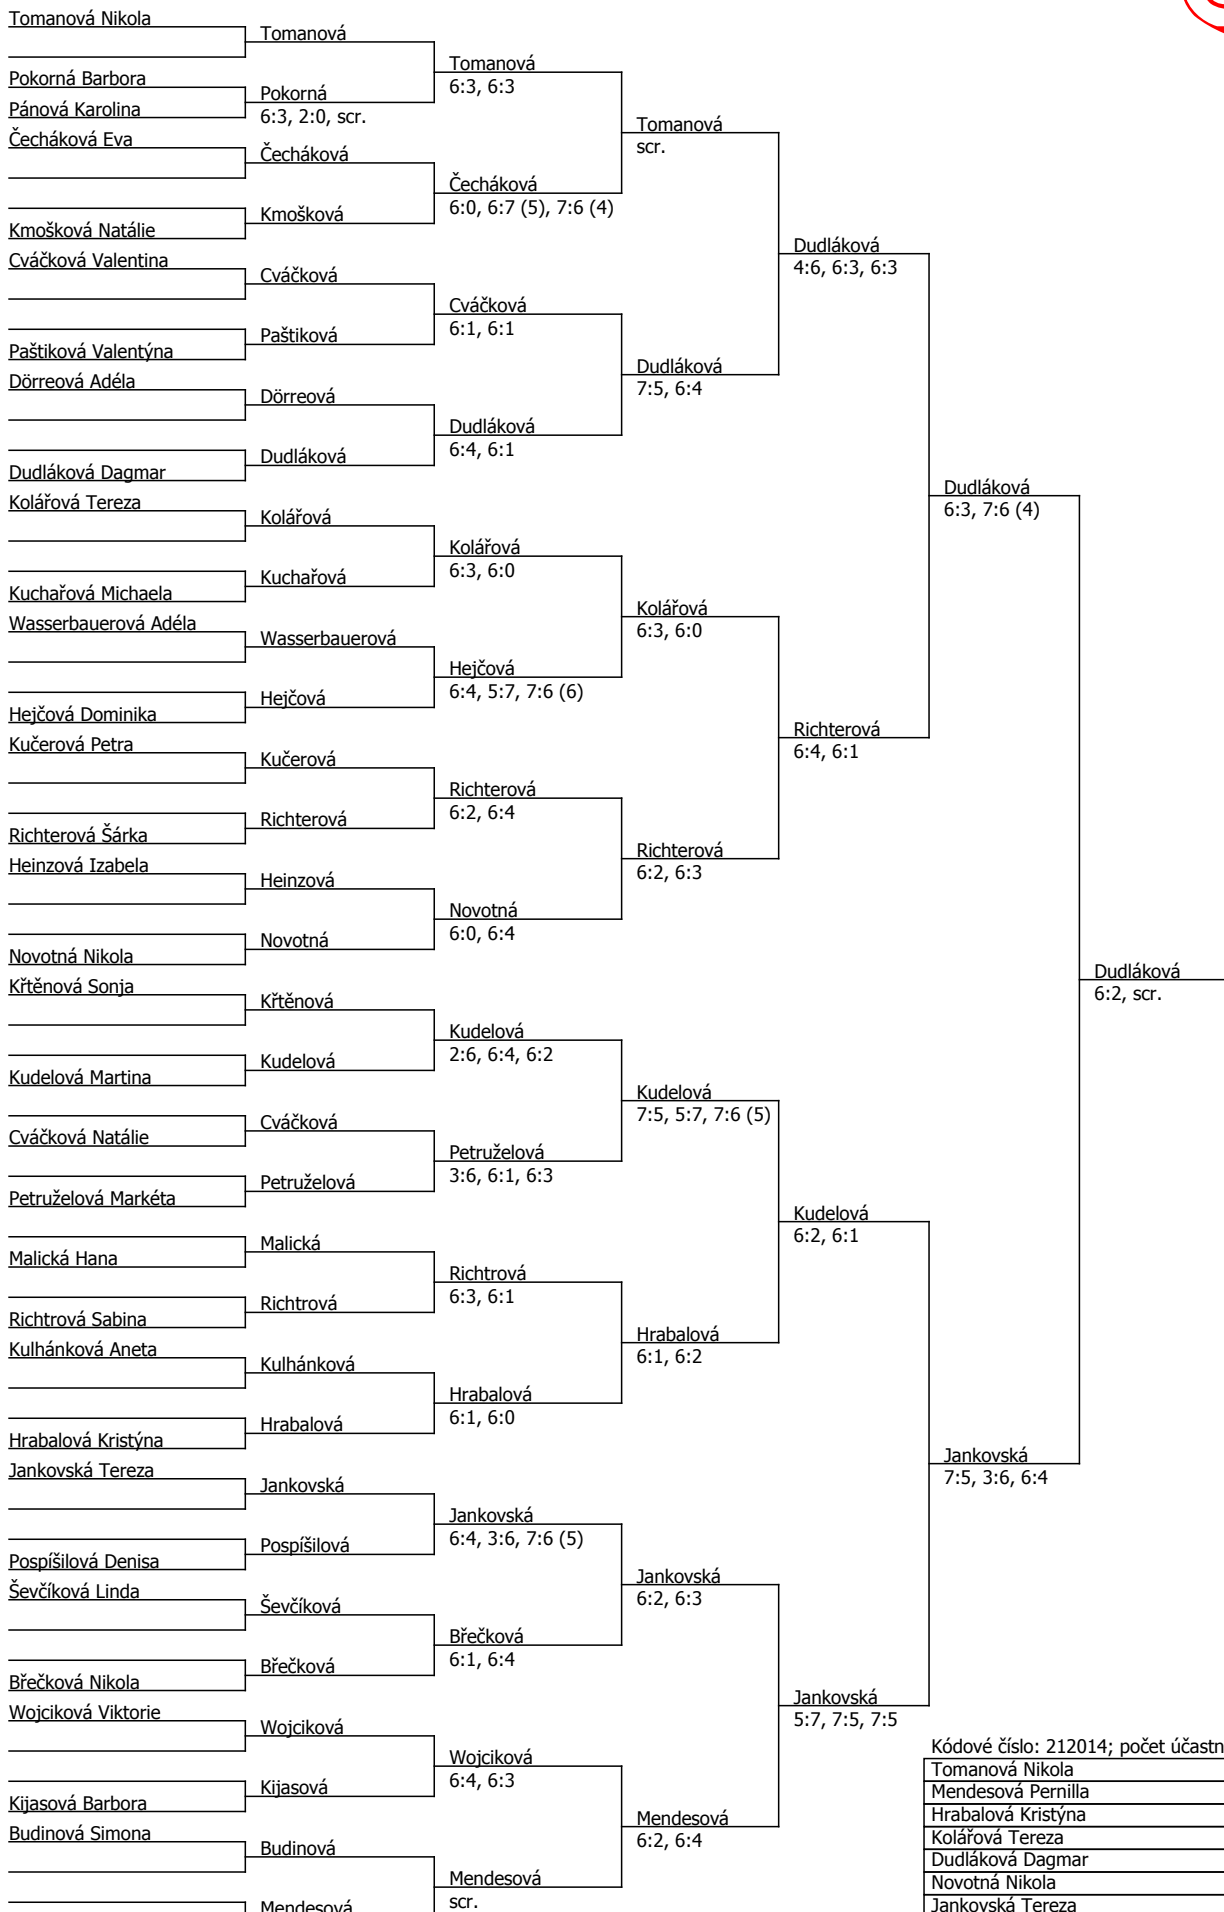 Tomanová Nikola
Pokorná Barbora
Pánová Karolina
Čecháková Eva
Kmošková Natálie
Cváčková Valentina
Paštiková Valentýna
Dörreová Adéla
Dudláková Dagmar
Kolářová Tereza
Kuchařová Michaela
Wasserbauerová Adéla
Hejčová Dominika
Kučerová Petra
Richterová Šárka
Heinzová Izabela
Novotná Nikola
Křtěnová Sonja
Kudelová Martina
Cváčková Natálie
Petruželová Markéta
Malická Hana
Richtrová Sabina
Kulhánková Aneta
Hrabalová Kristýna
Jankovská Tereza
Pospíšilová Denisa
Ševčíková Linda
Břečková Nikola
Wojciková Viktorie
Kijasová Barbora
Budinová Simona
Tomanová
Pokorná
6:3, 2:0, scr.
Čecháková
Kmošková
Cváčková
Paštiková
Dörreová
Dudláková
Kolářová
Kuchařová
Wasserbauerová
Hejčová
Kučerová
Richterová
Heinzová
Novotná
Křtěnová
Kudelová
Cváčková
Petruželová
Malická
Richtrová
Kulhánková
Hrabalová
Jankovská
Pospíšilová
Ševčíková
Břečková
Wojciková
Kijasová
Budinová
Mendesová
Tomanová
6:3, 6:3
Čecháková
6:0, 6:7 (5), 7:6 (4)
Cváčková
6:1, 6:1
Dudláková
6:4, 6:1
Kolářová
6:3, 6:0
Hejčová
6:4, 5:7, 7:6 (6)
Richterová
6:2, 6:4
Novotná
6:0, 6:4
Kudelová
2:6, 6:4, 6:2
Petruželová
3:6, 6:1, 6:3
Richtrová
6:3, 6:1
Hrabalová
6:1, 6:0
Jankovská
6:4, 3:6, 7:6 (5)
Břečková
6:1, 6:4
Wojciková
6:4, 6:3
Mendesová
scr.
Tomanová
scr.
Dudláková
7:5, 6:4
Kolářová
6:3, 6:0
Richterová
6:2, 6:3
Kudelová
7:5, 5:7, 7:6 (5)
Hrabalová
6:1, 6:2
Jankovská
6:2, 6:3
Mendesová
6:2, 6:4
Dudláková
4:6, 6:3, 6:3
Richterová
6:4, 6:1
Kudelová
6:2, 6:1
Jankovská
5:7, 7:5, 7:5
Dudláková
6:3, 7:6 (4)
Jankovská
7:5, 3:6, 6:4
Dudláková
6:2, scr.
Kódové číslo: 212014; počet účastn
Tomanová Nikola
Mendesová Pernilla
Hrabalová Kristýna
Kolářová Tereza
Dudláková Dagmar
Novotná Nikola
Jankovská Tereza